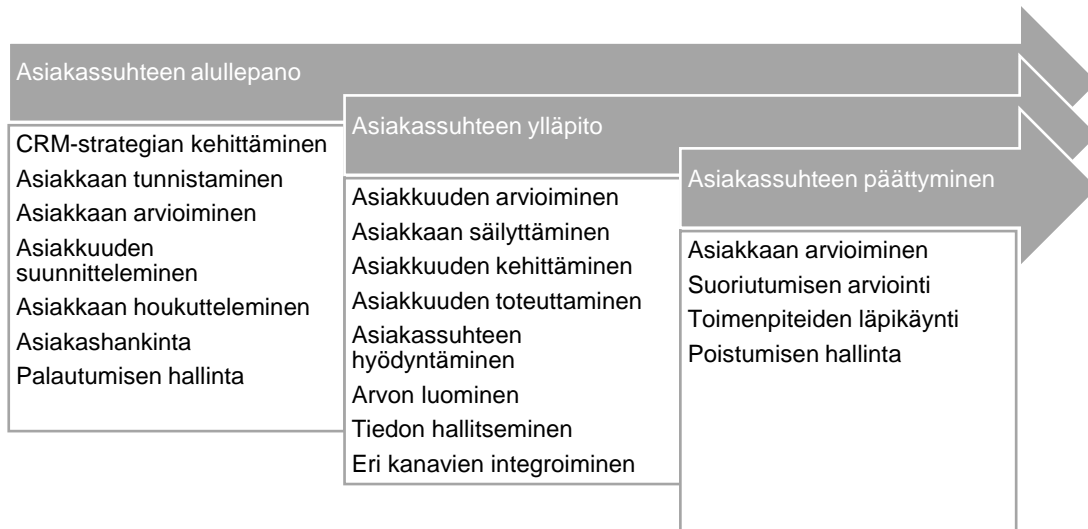 Asiakassuhteen alullepano
CRM-strategian kehittäminen
Asiakkaan tunnistaminen
Asiakkaan arvioiminen
Asiakkuuden
suunnitteleminen
Asiakkaan houkutteleminen
Asiakashankinta
Palautumisen hallinta
Asiakassuhteen ylläpito
Asiakkuuden arvioiminen
Asiakkaan säilyttäminen
Asiakkuuden kehittäminen
Asiakkuuden toteuttaminen
Asiakassuhteen
hyödyntäminen
Arvon luominen
Tiedon hallitseminen
Eri kanavien integroiminen
Asiakassuhteen päättyminen
Asiakkaan arvioiminen
Suoriutumisen arviointi
Toimenpiteiden läpikäynti
Poistumisen hallinta